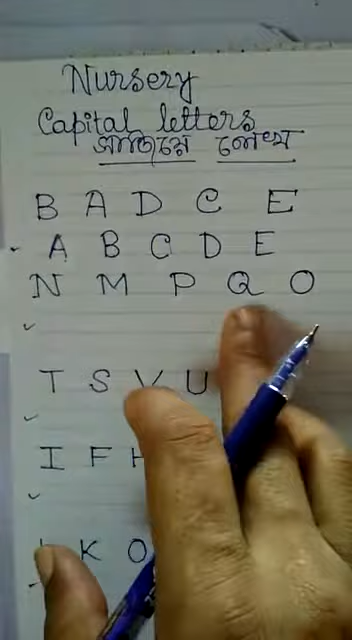 Nursery
Capital letters
সাজিয়ে লেখ
B A D C E
A B C D E
N M P Q O
T S V U
I F H
K O